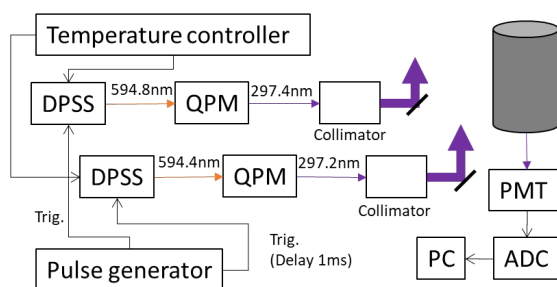 Temperature controller
594.8nm
297.4nm
DPSS
QPM
Collimator
594.4nm
297.2nm
DPSS
QPM
Collimator
PMT
Trig.
Trig.
(Delay 1ms)
Pulse generator
PC
ADC